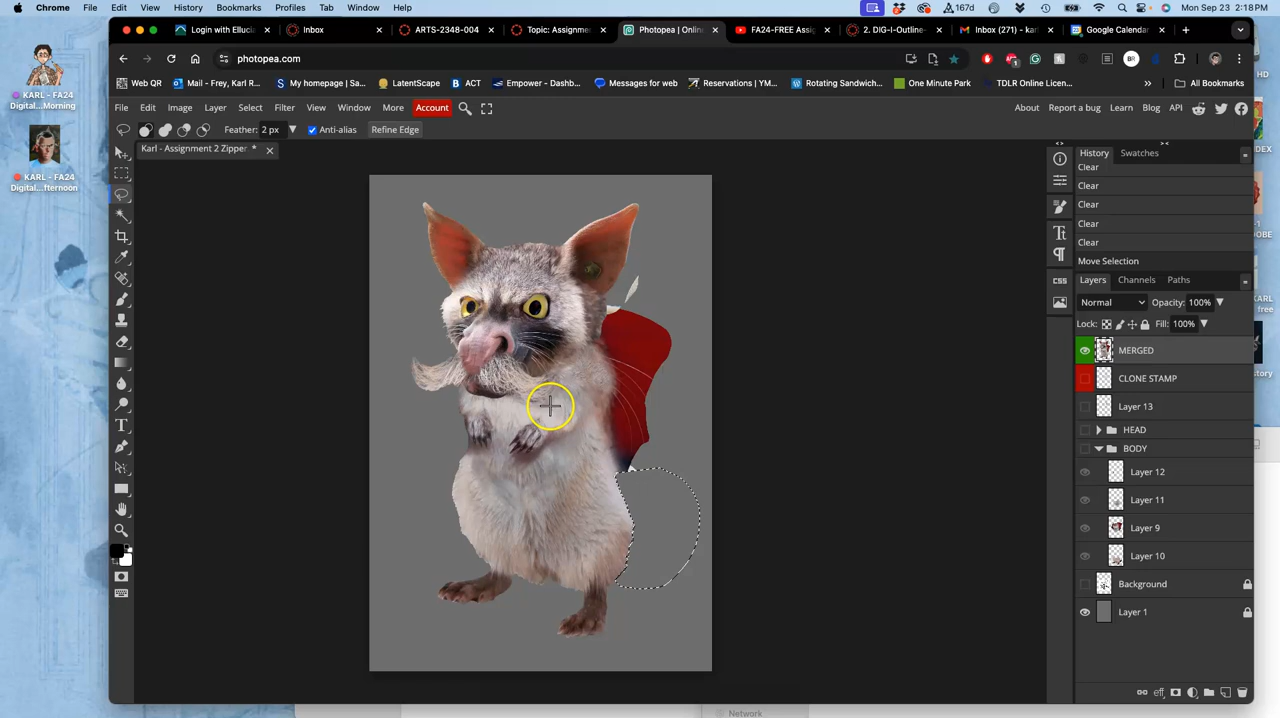 Chrome File Edit View History Bookmarks Profiles Tab Window Help 167d Mon Sep 23 2:18 PM
Login with Ellucia Inbox ARTS-2348-004 Topic: Assignme Photopea | Onlin FA24-FREE Assig 2. DIG-I-Outline- Inbox (271) - kar Google Calendar
photopea.com
Web QR Mail - Frey, Karl R... My homepage - Sa... LatentScape ACT Empower - Dashb... Messages for web Reservations | YM... Rotating Sandwich... One Minute Park TDLR Online Licen... » All Bookmarks
File Edit Image Layer Select Filter View Window More Account About Report a bug Learn Blog API
Feather: 2 px Anti-alias Refine Edge
Karl - Assignment 2 Zipper *
KARL - FA24
Digital...Morning
KARL - FA24
Digital...fternoon
History Swatches
Clear
Clear
Clear
Clear
Clear
Move Selection
CSS
Layers Channels Paths
Normal Opacity: 100%
Lock: Fill: 100%
MERGED
CLONE STAMP
Layer 13
HEAD
BODY
Layer 12
Layer 11
Layer 9
Layer 10
Background
Layer 1
eff
Network